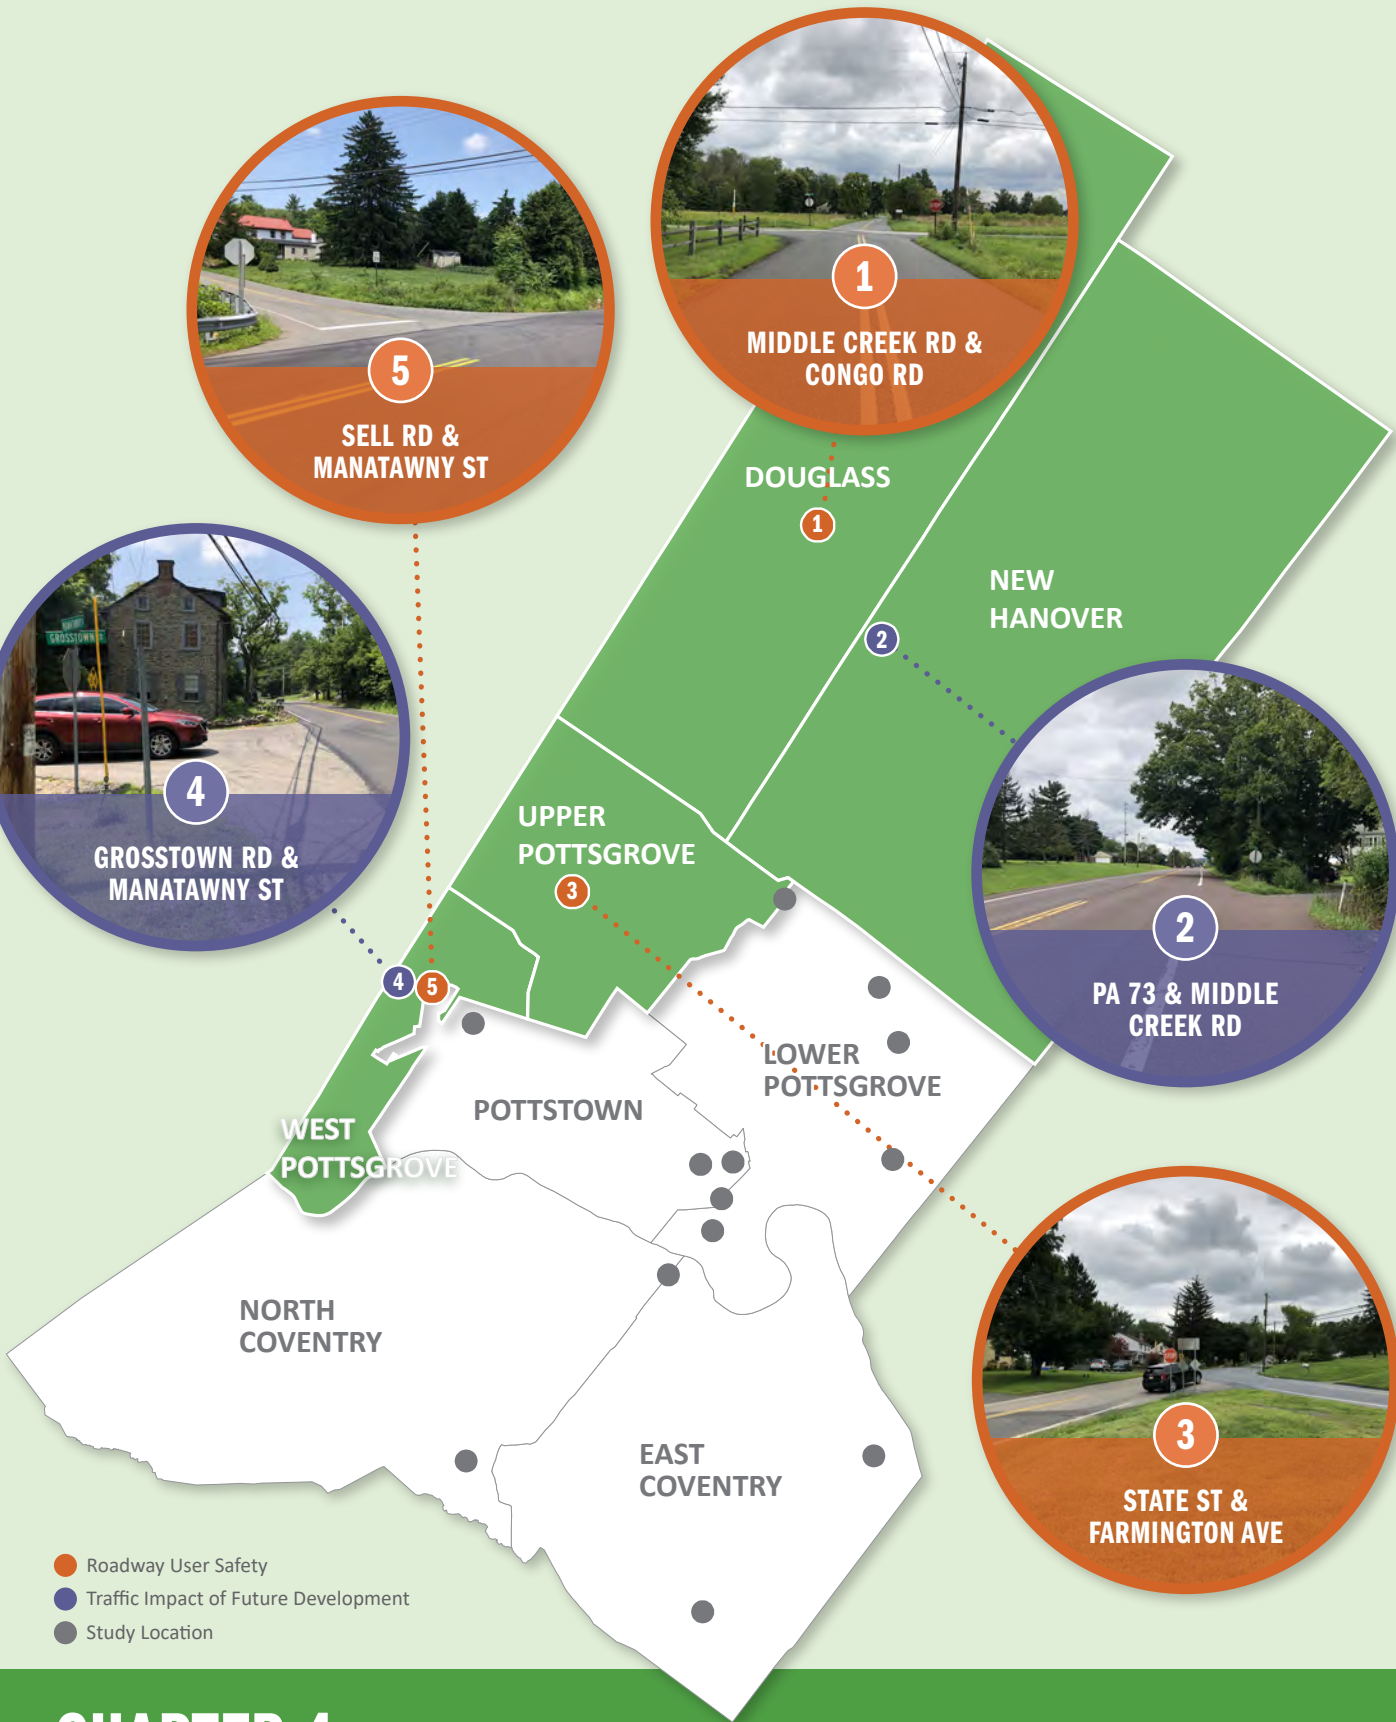 1
MIDDLE CREEK RD &
CONGO RD
5
SELL RD &
MANATAWNY ST
DOUGLASS
1
NEW
HANOVER
2
GROSSTOWN
4
GROSSTOWN RD &
MANATAWNY ST
UPPER
POTTSGROVE
3
2
PA 73 & MIDDLE
CREEK RD
4
5
LOWER
POTTSGROVE
POTTSTOWN
WEST
POTTSGROVE
NORTH
COVENTRY
STOP
3
STATE ST &
FARMINGTON AVE
EAST
COVENTRY
Roadway User Safety
Traffic Impact of Future Development
Study Location